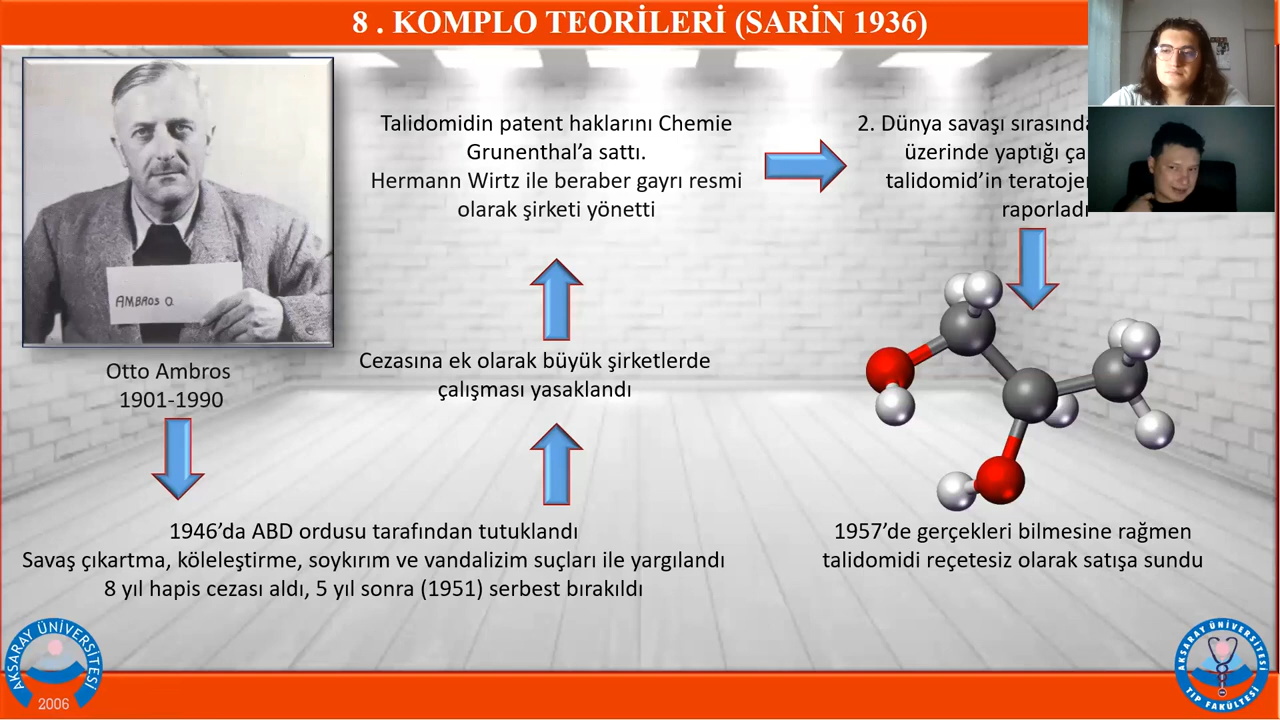 8 . KOMPLO TEORİLERİ (SARİN 1936)
AMBROS O.
Otto Ambros
1901-1990
1946’da ABD ordusu tarafından tutuklandı
Savaş çıkartma, köleleştirme, soykırım ve vandalizim suçları ile yargılandı
8 yıl hapis cezası aldı, 5 yıl sonra (1951) serbest bırakıldı
Cezasına ek olarak büyük şirketlerde
çalışması yasaklandı
Talidomidin patent haklarını Chemie
Grunenthal’a sattı.
Hermann Wirtz ile beraber gayrı resmi
olarak şirketi yönetti
2. Dünya savaşı
üzerinde yaptığı
talidomid’in
raporladı
1957’de gerçekleri bilmesine rağmen
talidomidi reçetesiz olarak satışa sundu
AKSARAY ÜNİVERSİTESİ
2006
AKSARAY ÜNİVERSİTESİ
TIP FAKÜLTESİ